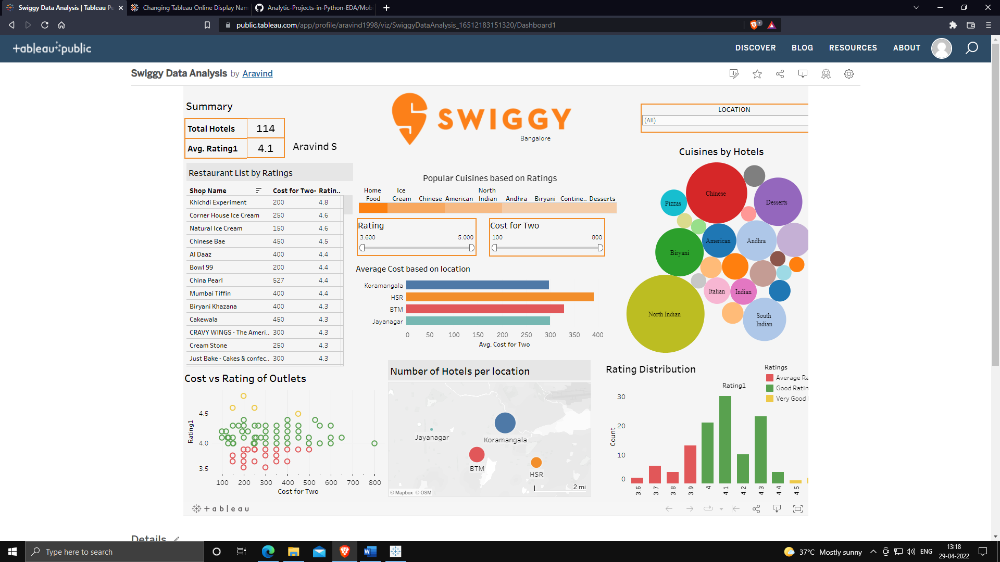 Swiggy Data Analysis | Tableau Pu
Changing Tableau Online Display Nam
Analytic-Projects-in-Python-EDA/Mobi
public.tableau.com/app/profile/aravind1998/viz/SwiggyDataAnalysis_16512183151320/Dashboard1
7
+ableau public
DISCOVER BLOG RESOURCES ABOUT
Swiggy Data Analysis by Aravind
Summary
Total Hotels 114
Avg. Rating1 4.1
Aravind S
SWIGGY
Bangalore
LOCATION
(All)
Restaurant List by Ratings
Shop Name Cost for Two- Ratin..
Khichdi Experiment 200 4.8
Corner House Ice Cream 250 4.6
Natural Ice Cream 150 4.6
Chinese Bae 450 4.5
Al Daaz 400 4.4
Bowl 99 200 4.4
China Pearl 527 4.4
Mumbai Tiffin 400 4.4
Biryani Khazana 400 4.3
Cakewala 450 4.3
CRAVY WINGS - The Ameri.. 300 4.3
Cream Stone 250 4.3
Just Bake - Cakes & confec.. 300 4.3
Popular Cuisines based on Ratings
Home Food
Ice Cream
Chinese
American
North Indian
Andhra
Biryani
Contine..
Desserts
Rating
3.600 5.000
Cost for Two
100 800
Average Cost based on location
Koramangala
HSR
BTM
Jayanagar
0 50 100 150 200 250 300 350 400
Avg. Cost for Two
Cuisines by Hotels
Chinese
Pizzas
Desserts
American
Andhra
Biryani
Italian
Indian
North Indian
South
Indian
Cost vs Rating of Outlets
Rating1
4.5
4.0
3.5
100 200 300 400 500 600 700 800
Cost for Two
Number of Hotels per location
Jayanagar
Koramangala
BTM
HSR
2 mi
© Mapbox © OSM
Rating Distribution
Rating1
Count
30
20
10
0
3.6 3.7 3.8 3.9 4 4.1 4.2 4.3 4.4 4.5
Ratings
Average Ra
Good Ratin
Very Good
+ a b | e a u
Details
Type here to search
37°C Mostly sunny
ENG
13:18
29-04-2022